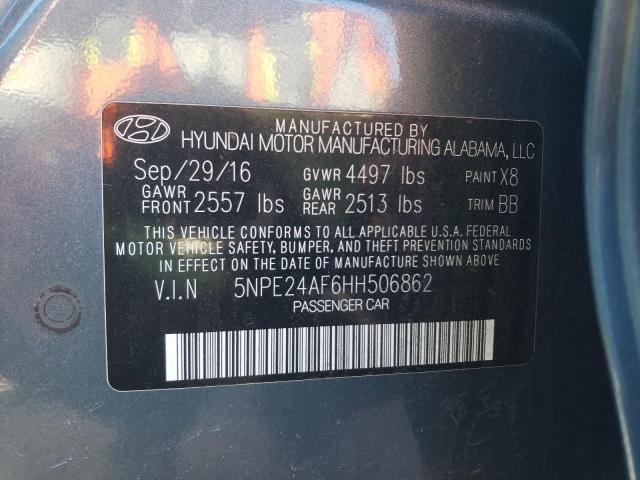 MANUFACTURED BY
HYUNDAI MOTOR MANUFACTURING ALABAMA, LLC
Sep/29/16 GVWR 4497 lbs PAINT X8
GAWR FRONT 2557 lbs GAWR REAR 2513 lbs TRIM BB
THIS VEHICLE CONFORMS TO ALL APPLICABLE U.S.A. FEDERAL
MOTOR VEHICLE SAFETY, BUMPER, AND THEFT PREVENTION STANDARDS
IN EFFECT ON THE DATE OF MANUFACTURE SHOWN ABOVE.
V.I.N 5NPE24AF6HH506862
PASSENGER CAR